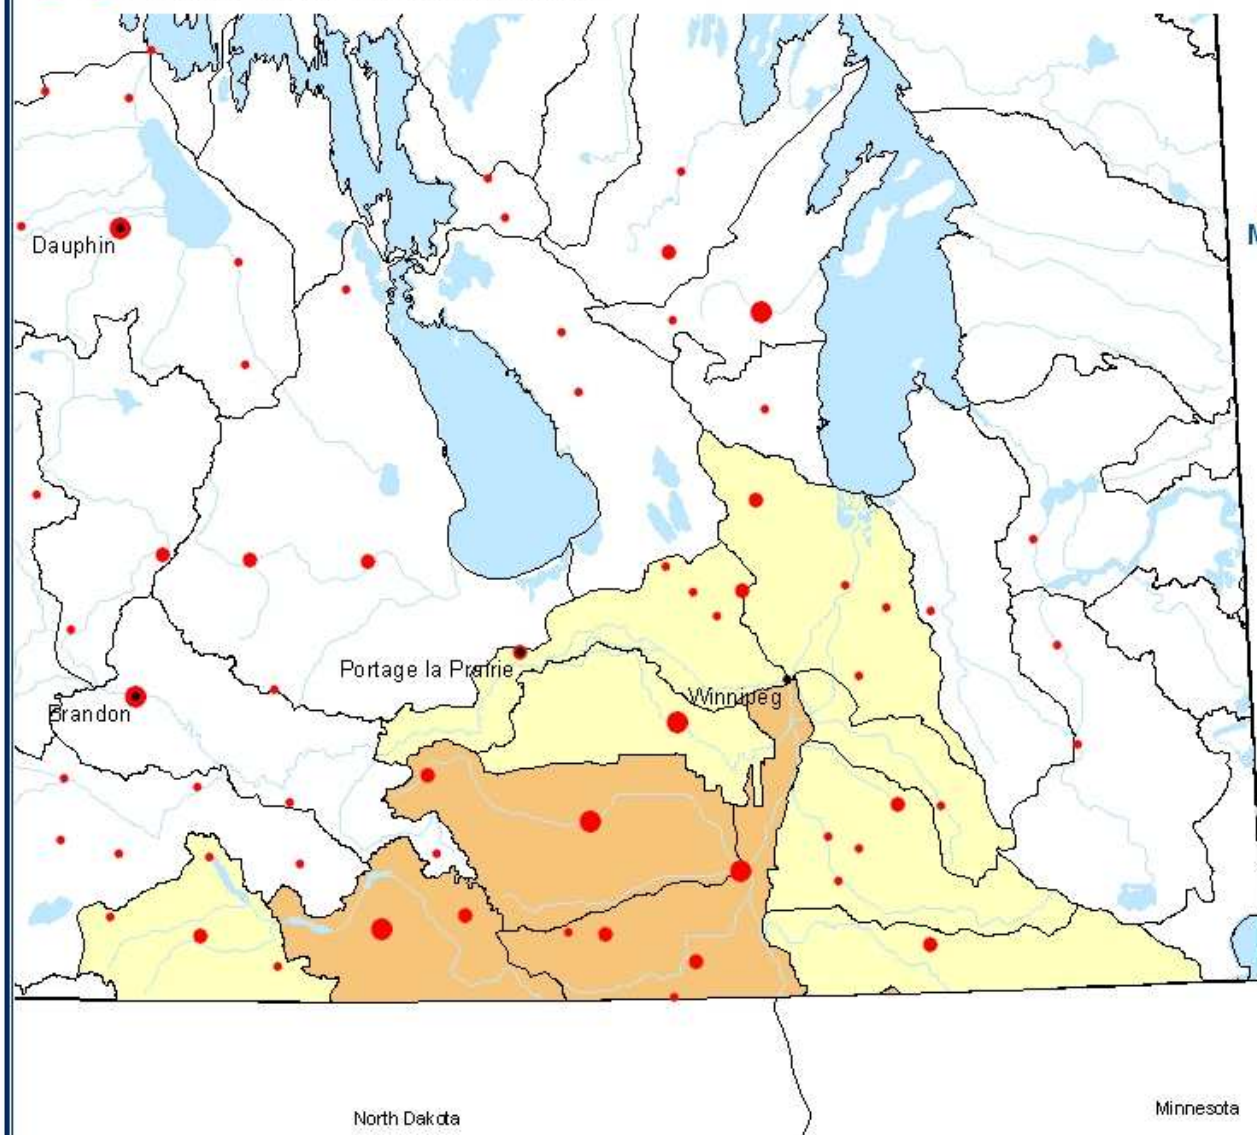 Dauphin
M
Portage la Prairie
Winnipeg
Brandon
North Dakota
Minnesota